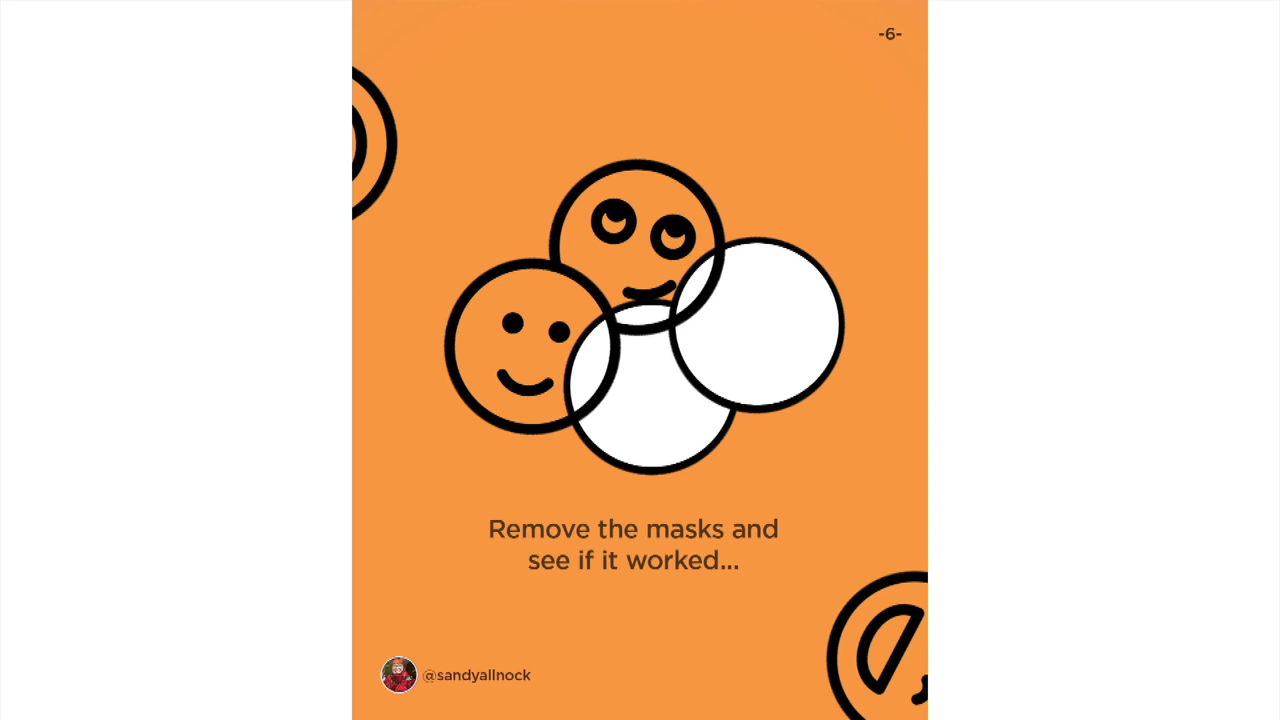 -6-
Remove the masks and
see if it worked...
@sandyallnock